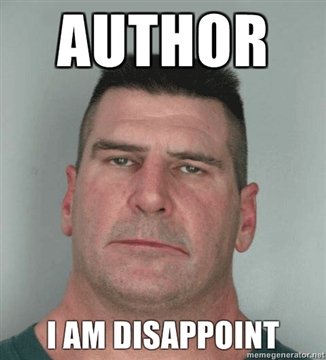 AUTHOR
I AM DISAPPOINT
memegenerator.net